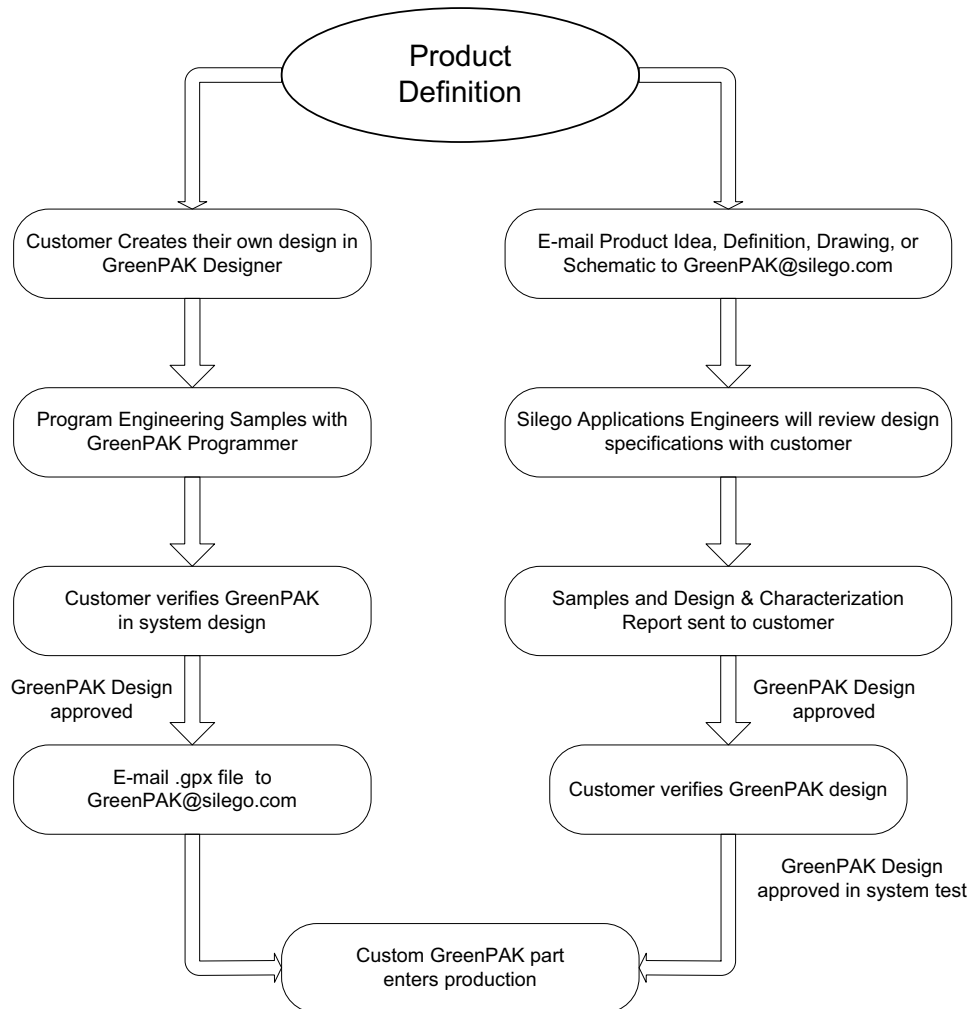 Product
Definition
Customer Creates their own design in
GreenPAK Designer
E-mail Product Idea, Definition, Drawing, or
Schematic to GreenPAK@silego.com
Program Engineering Samples with
GreenPAK Programmer
Silego Applications Engineers will review design
specifications with customer
Customer verifies GreenPAK
in system design
Samples and Design & Characterization
Report sent to customer
GreenPAK Design
approved
GreenPAK Design
approved
E-mail .gpx file to
GreenPAK@silego.com
Customer verifies GreenPAK design
GreenPAK Design
approved in system test
Custom GreenPAK part
enters production